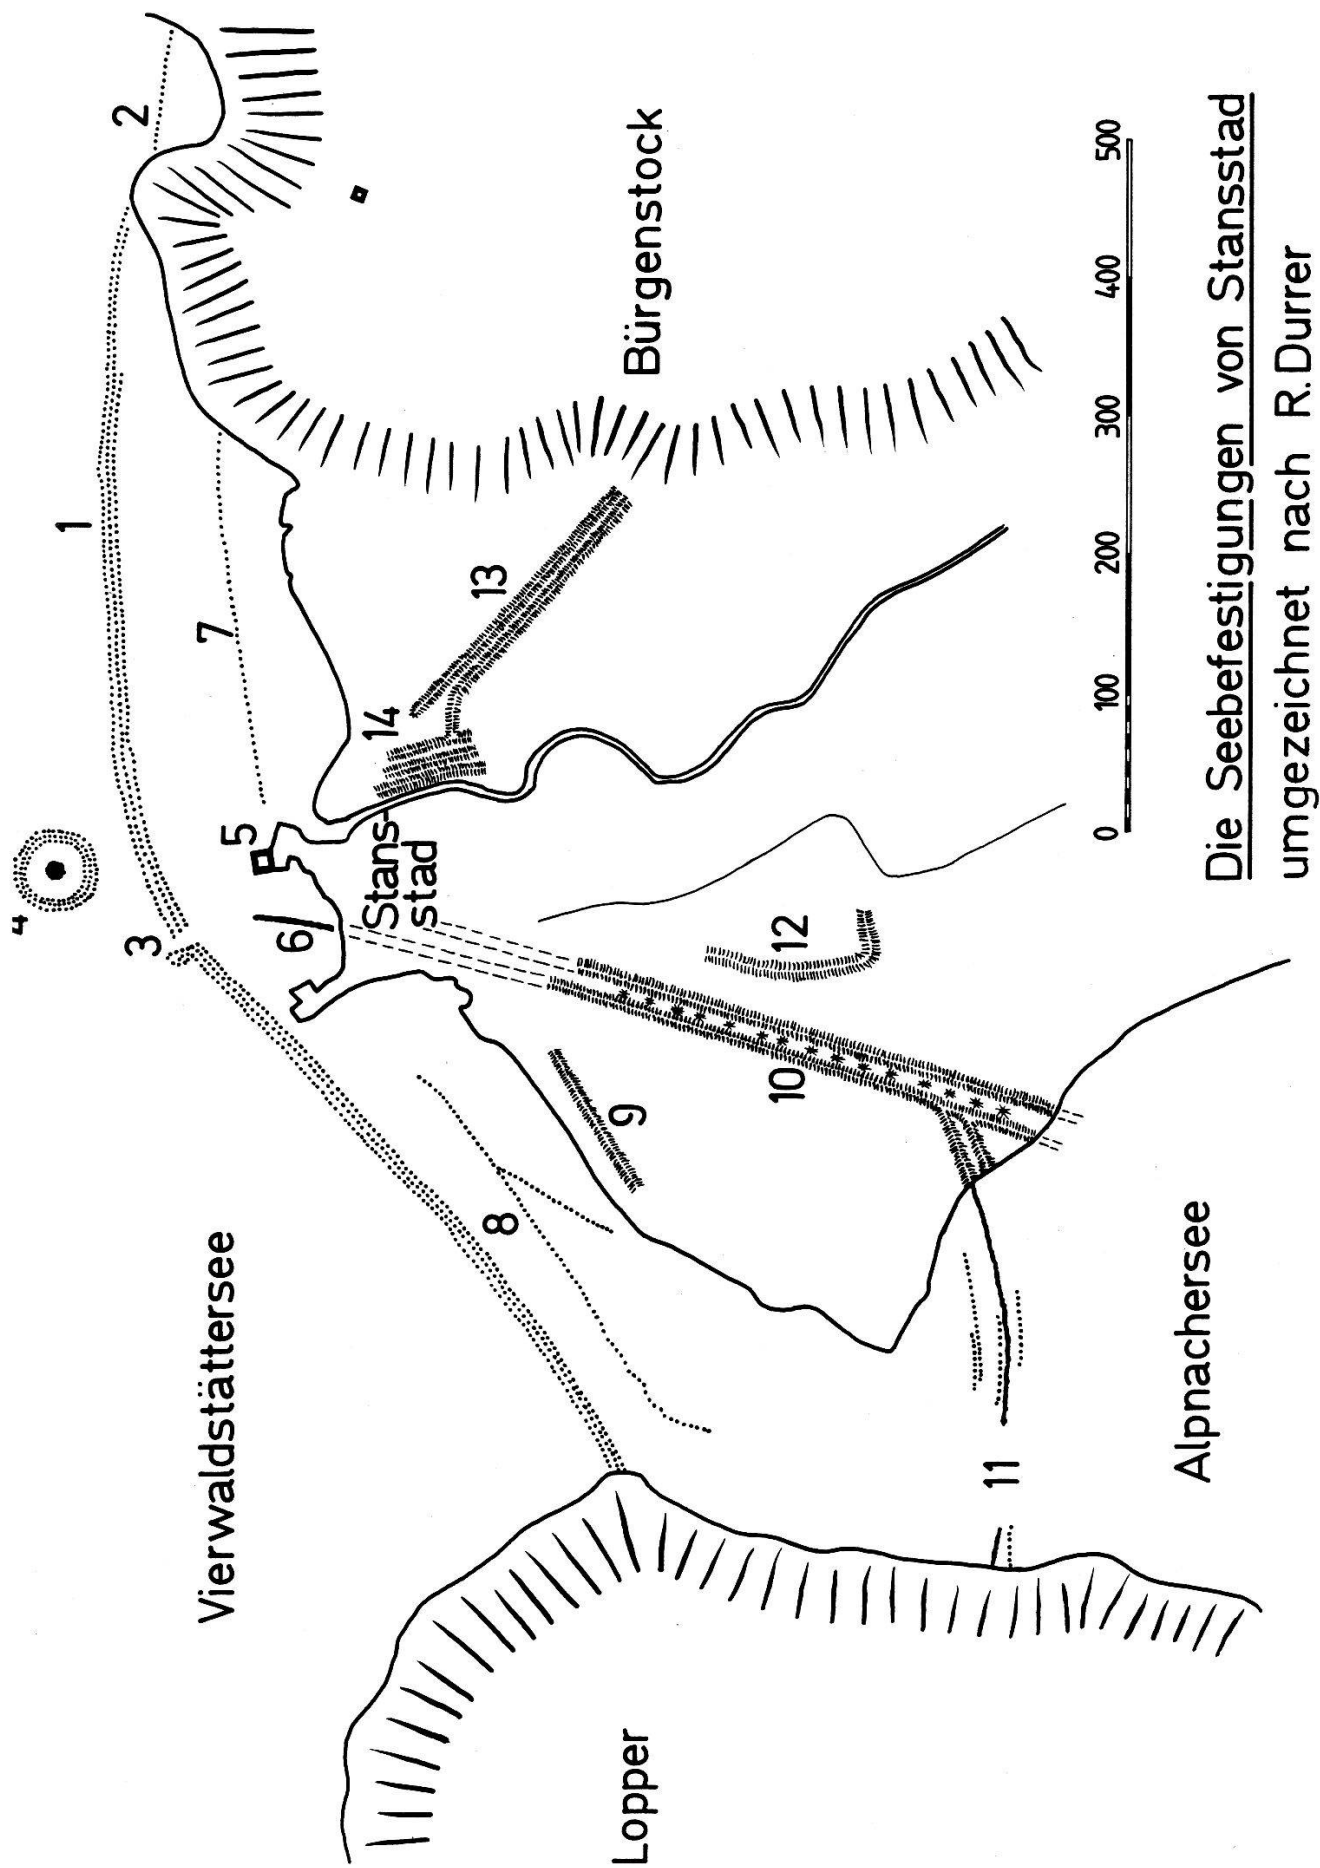 Vierwaldstättersee
4
1
2
3
7
5
6
8
14
13
Stans-
stad
Bürgenstock
9
10
12
Lopper
11
Alpnachersee
0 100 200 300 400 500
Die Seebefestigungen von Stansstad
umgezeichnet nach R. Durrer